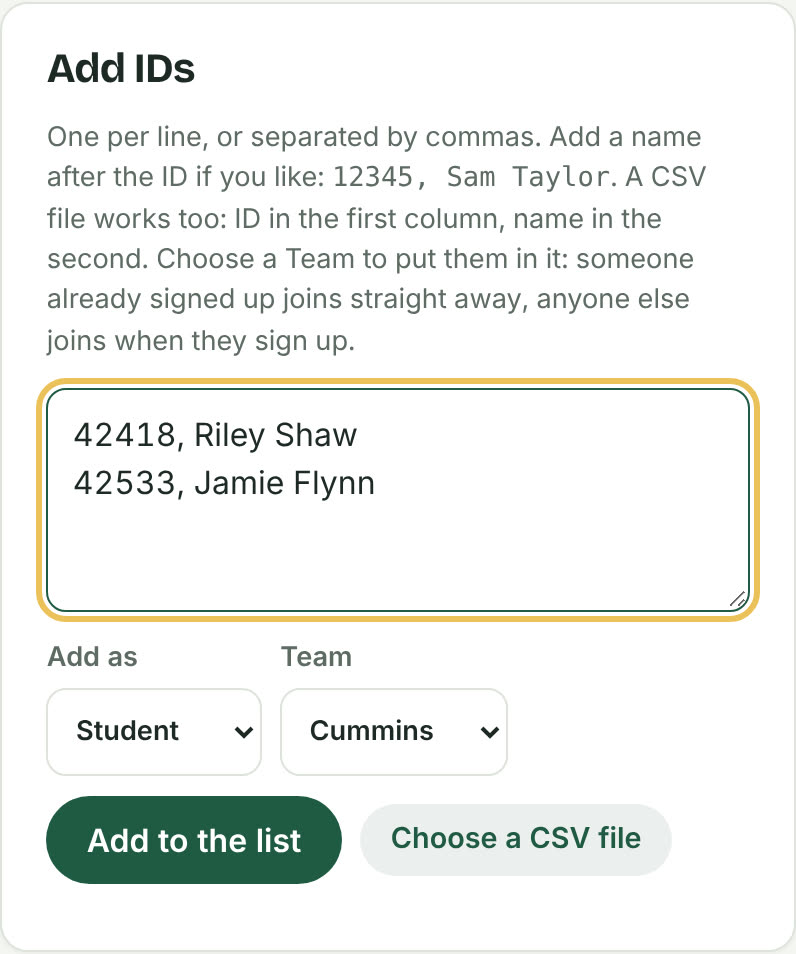 Add IDs
One per line, or separated by commas. Add a name
after the ID if you like: 12345, Sam Taylor. A CSV
file works too: ID in the first column, name in the
second. Choose a Team to put them in it: someone
already signed up joins straight away, anyone else
joins when they sign up.
42418, Riley Shaw
42533, Jamie Flynn
Add as Team
Student Cummins
Add to the list Choose a CSV file